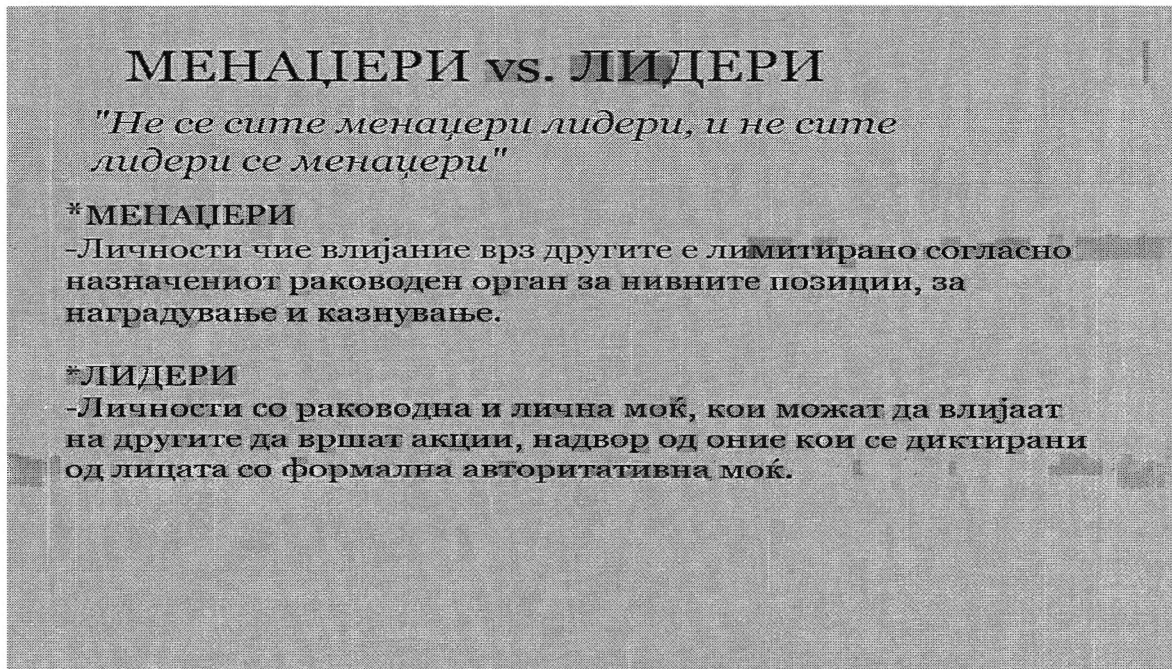 МЕНАЏЕРИ vs. ЛИДЕРИ
"Не се сите менаџери лидери, и не сите
лидери се менаџери"
*МЕНАЏЕРИ
-Личности чие влијание врз другите е лимитирано согласно
назначениот раководен орган за нивните позиции, за
наградување и казнување.
*ЛИДЕРИ
-Личности со раководна и лична моќ, кои можат да влијаат
на другите да вршат акции, надвор од оние кои се диктирани
од лицата со формална авторитативна моќ.